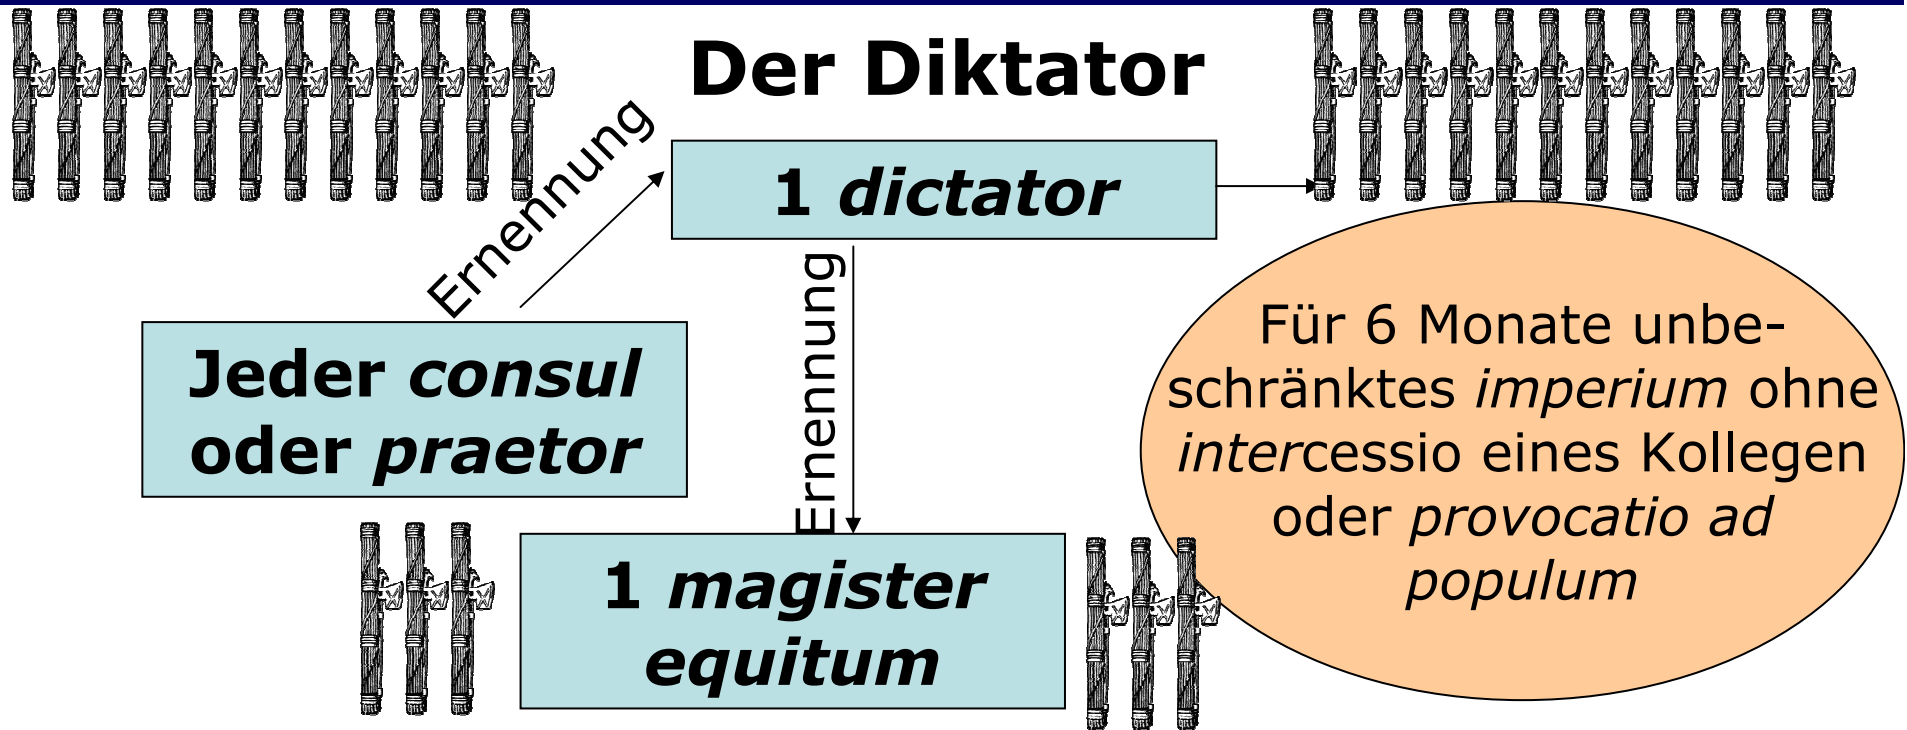 Der Diktator
Ernennung
1 dictator
Ernennung
Jeder consul
oder praetor
Für 6 Monate unbe-
schränktes imperium ohne
intercessio eines Kollegen
oder provocatio ad
populum
1 magister
equitum